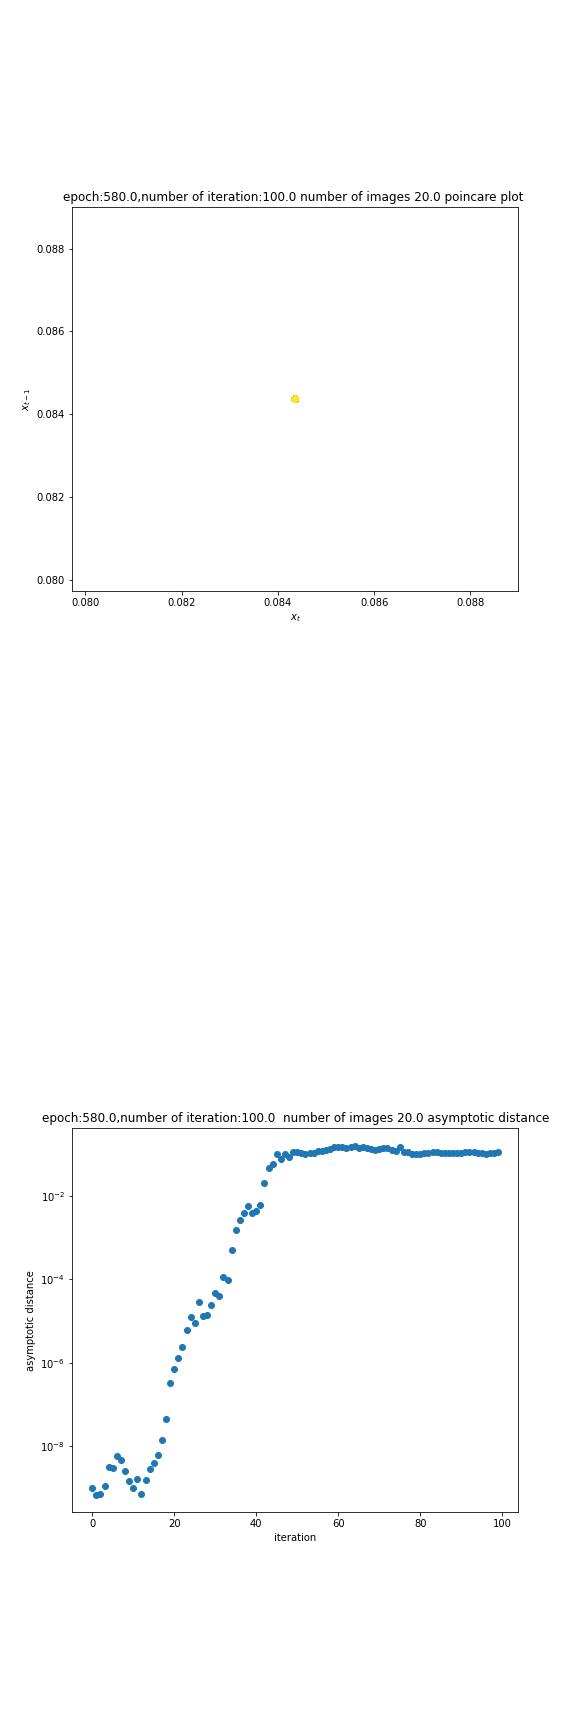 epoch:580.0,number of iteration:100.0 number of images 20.0 poincare plot
0.088
0.086
0.084
0.082
0.080
x_{t-1}
0.080 0.082 0.084 0.086 0.088
x_t
epoch:580.0,number of iteration:100.0  number of images 20.0 asymptotic distance
10^{-2}
10^{-4}
10^{-6}
10^{-8}
asymptotic distance
0 20 40 60 80 100
iteration